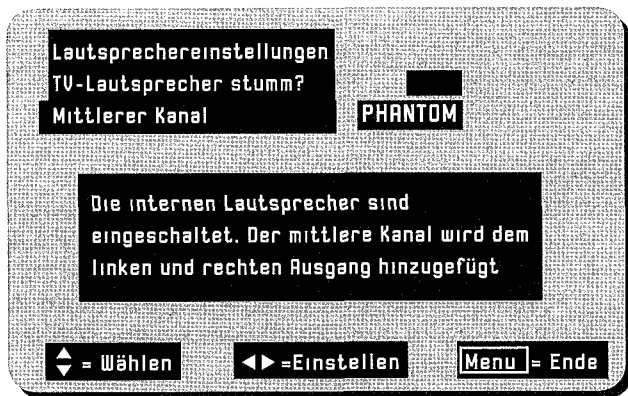 Lautsprechereinstellungen
TV-Lautsprecher stumm?
Mittlerer Kanal PHANTOM
Die internen Lautsprecher sind
eingeschaltet. Der mittlere Kanal wird dem
linken und rechten Ausgang hinzugefügt
= Wählen ◀▶ =Einstellen Menu = Ende